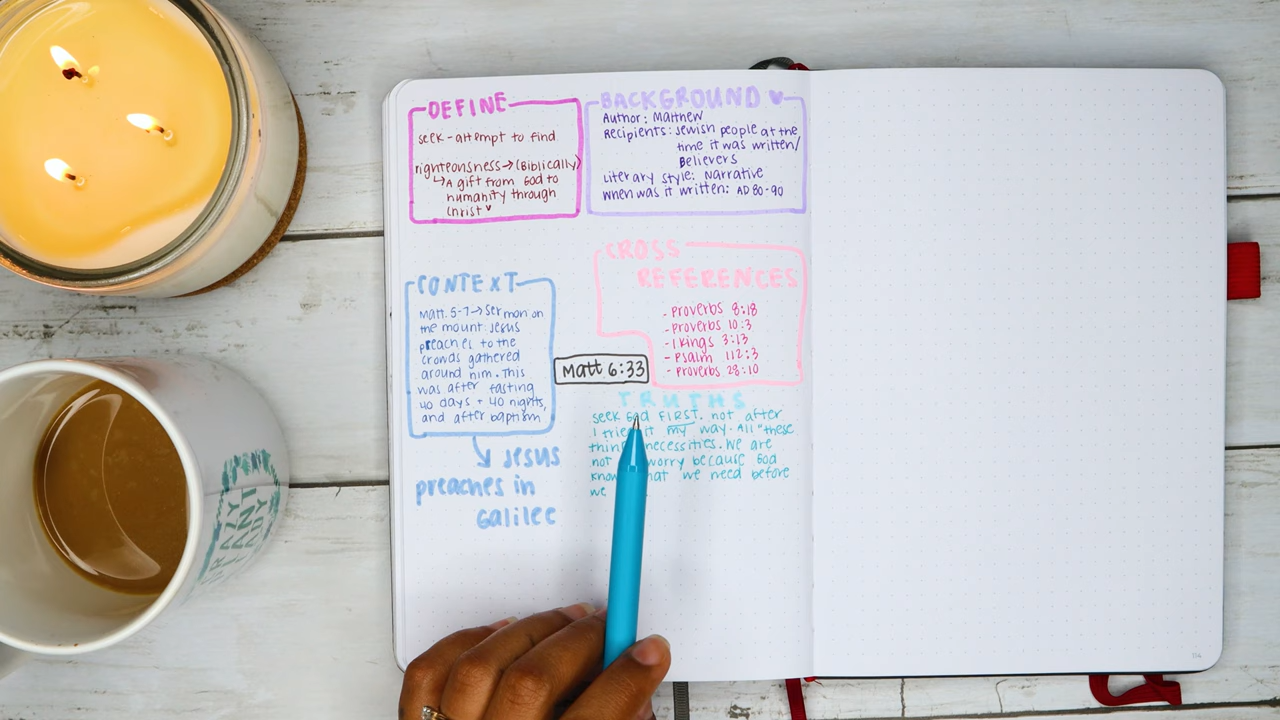 DEFINE
seek - attempt to find
righteousness → (Biblically)
↳ A gift from God to
humanity through
Christ ♥
BACKGROUND ♥
Author: Matthew
Recipients: Jewish people at the
time it was written/
Believers
Literary Style: Narrative
When was it written: AD 80-90
CONTEXT
Matt. 5-7 → Sermon on
the mount. Jesus
preaches to the
crowds gathered
around him. This
was after fasting
40 days + 40 nights,
and after baptism
Jesus
preaches in
Galilee
CROSS
REFERENCES
- Proverbs 8:18
- Proverbs 10:3
- 1 Kings 3:13
- Psalm 112:3
- Proverbs 28:10
Matt 6:33
TRUTHS
seek God FIRST. not after
I it my way. All "these
necessities. We are
not worry because God
what we need before
we
PLANT
LADY